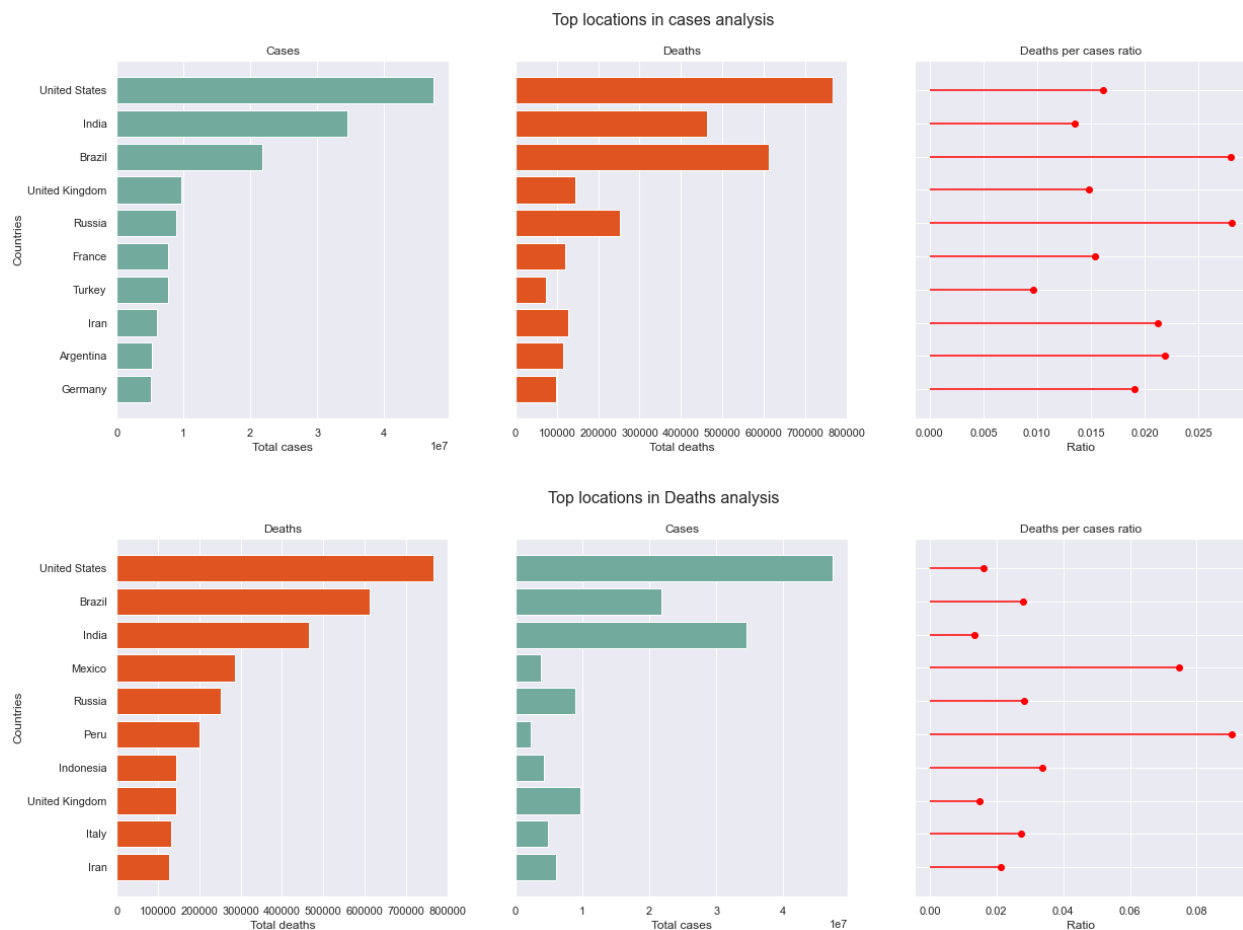 Top locations in cases analysis
Cases
Deaths
Deaths per cases ratio
Countries
United States
India
Brazil
United Kingdom
Russia
France
Turkey
Iran
Argentina
Germany
0 1 2 3 4
1e7
Total cases
0 100000 200000 300000 400000 500000 600000 700000 800000
Total deaths
0.000 0.005 0.010 0.015 0.020 0.025
Ratio
Top locations in Deaths analysis
Deaths
Cases
Deaths per cases ratio
Countries
United States
Brazil
India
Mexico
Russia
Peru
Indonesia
United Kingdom
Italy
Iran
0 100000 200000 300000 400000 500000 600000 700000 800000
Total deaths
0 1 2 3 4
1e7
Total cases
0.00 0.02 0.04 0.06 0.08
Ratio